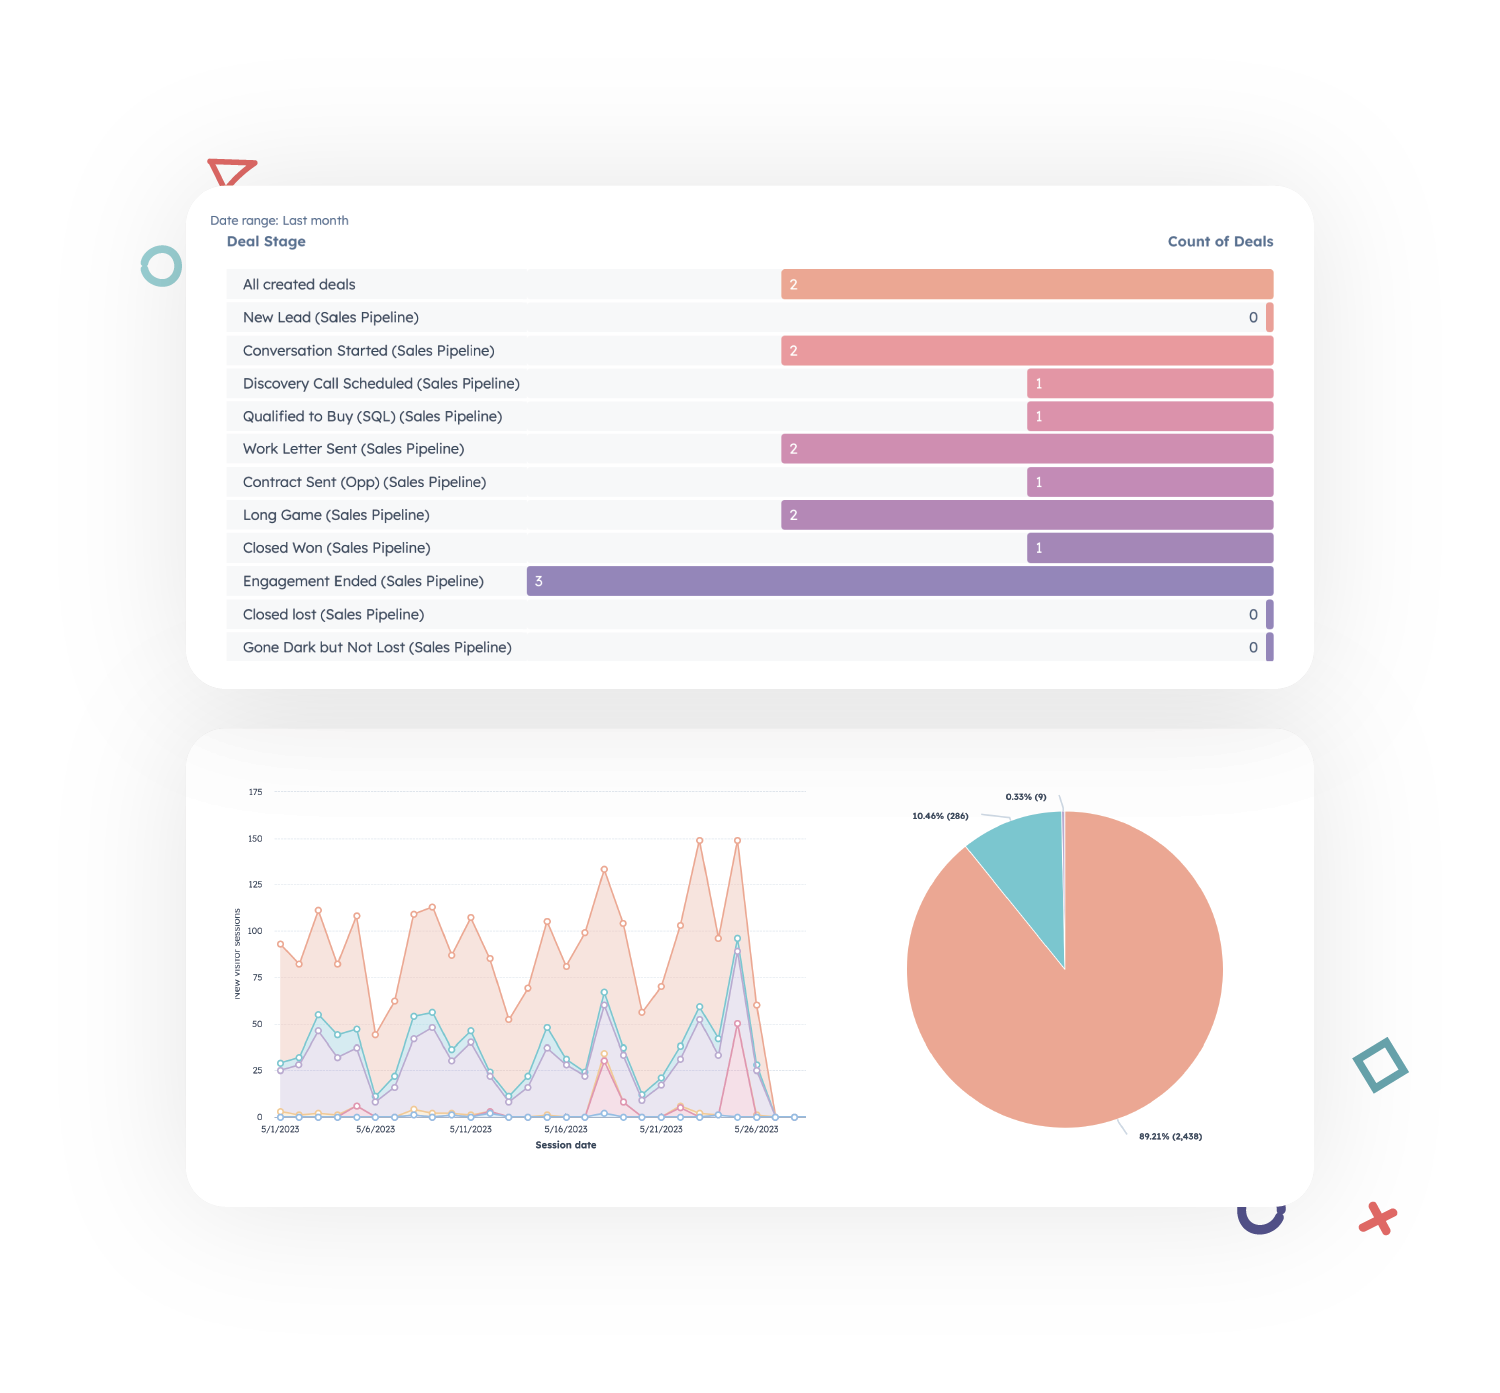 Date range: Last month
Deal Stage Count of Deals
All created deals 2
New Lead (Sales Pipeline) 0
Conversation Started (Sales Pipeline) 2
Discovery Call Scheduled (Sales Pipeline) 1
Qualified to Buy (SQL) (Sales Pipeline) 1
Work Letter Sent (Sales Pipeline) 2
Contract Sent (Opp) (Sales Pipeline) 1
Long Game (Sales Pipeline) 2
Closed Won (Sales Pipeline) 1
Engagement Ended (Sales Pipeline) 3
Closed lost (Sales Pipeline) 0
Gone Dark but Not Lost (Sales Pipeline) 0
New visitor sessions
175
150
125
100
75
50
25
0
5/1/2023 5/6/2023 5/11/2023 5/16/2023 5/21/2023 5/26/2023
Session date
0.33% (9)
10.46% (286)
89.21% (2,438)